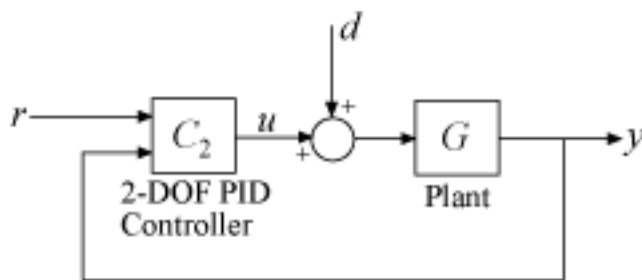 d
+
r
C2
u
+
G
y
2-DOF PID
Controller
Plant